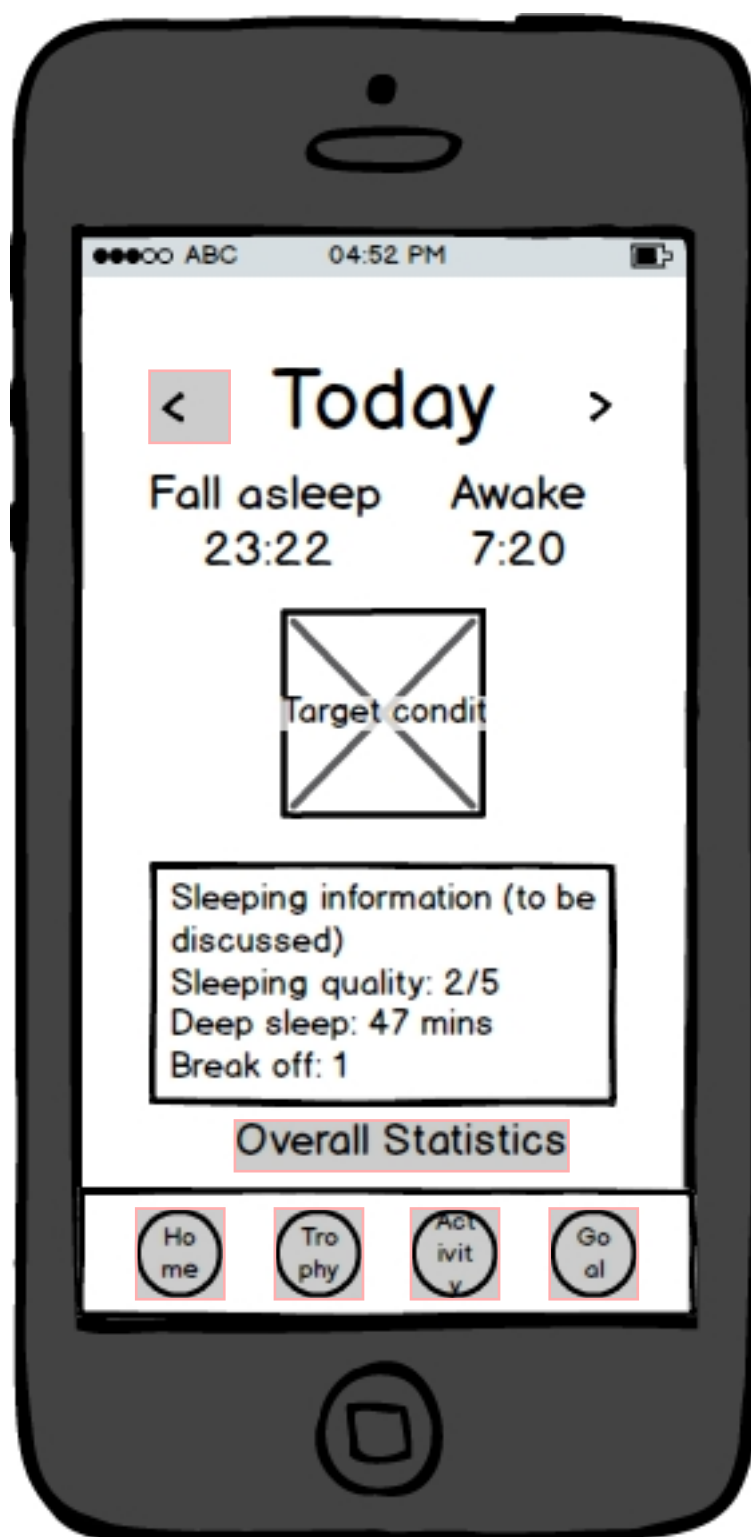 ABC 04:52 PM
< Today >
Fall asleep Awake
23:22 7:20
Target condit
Sleeping information (to be
discussed)
Sleeping quality: 2/5
Deep sleep: 47 mins
Break off: 1
Overall Statistics
Ho
me
Tro
phy
Act
ivit
y
Go
al